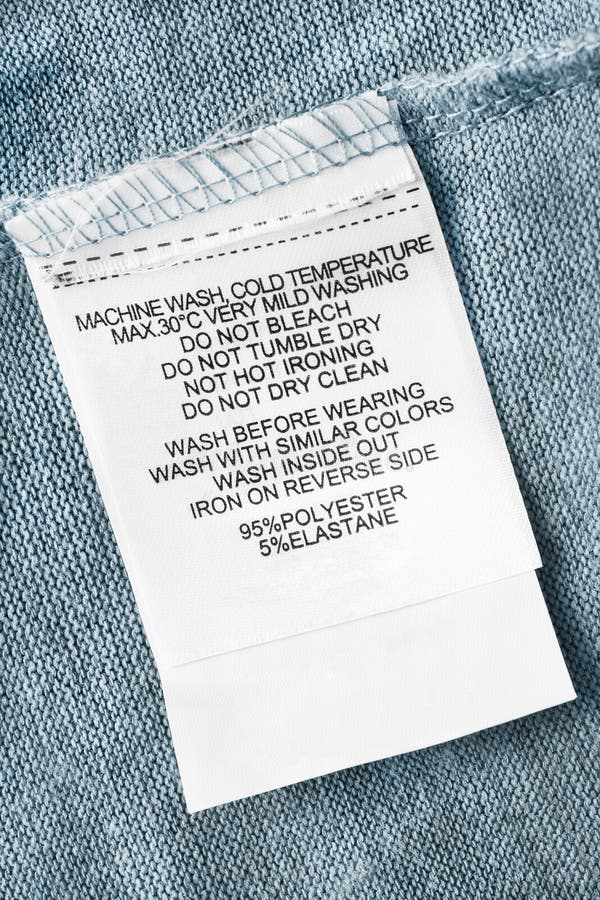 MACHINE WASH, COLD TEMPERATURE
MAX.30°C VERY MILD WASHING
DO NOT BLEACH
DO NOT TUMBLE DRY
NOT HOT IRONING
DO NOT DRY CLEAN
WASH BEFORE WEARING
WASH WITH SIMILAR COLORS
WASH INSIDE OUT
IRON ON REVERSE SIDE
95%POLYESTER
5%ELASTANE